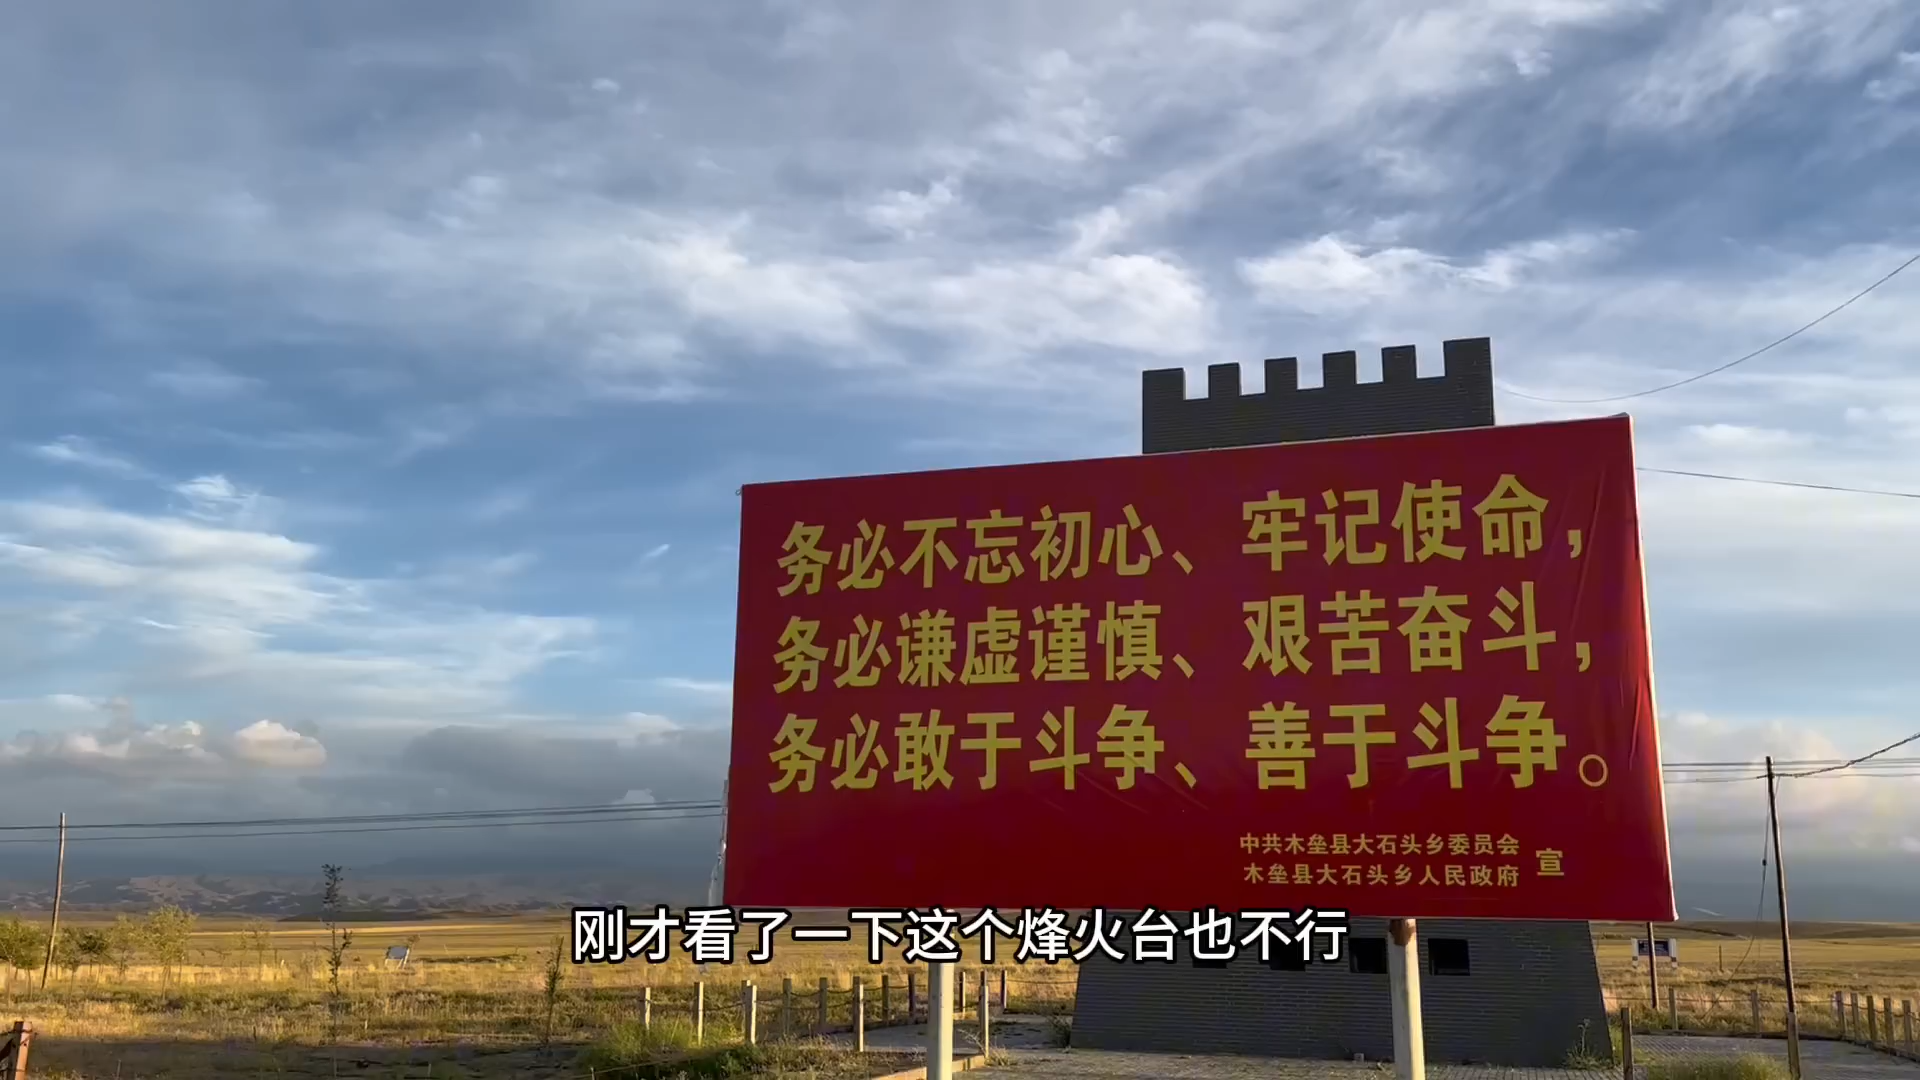 务必不忘初心、牢记使命，
务必谦虚谨慎、艰苦奋斗，
务必敢于斗争、善于斗争。
中共木垒县大石头乡委员会
木垒县大石头乡人民政府
宣
刚才看了一下这个烽火台也不行